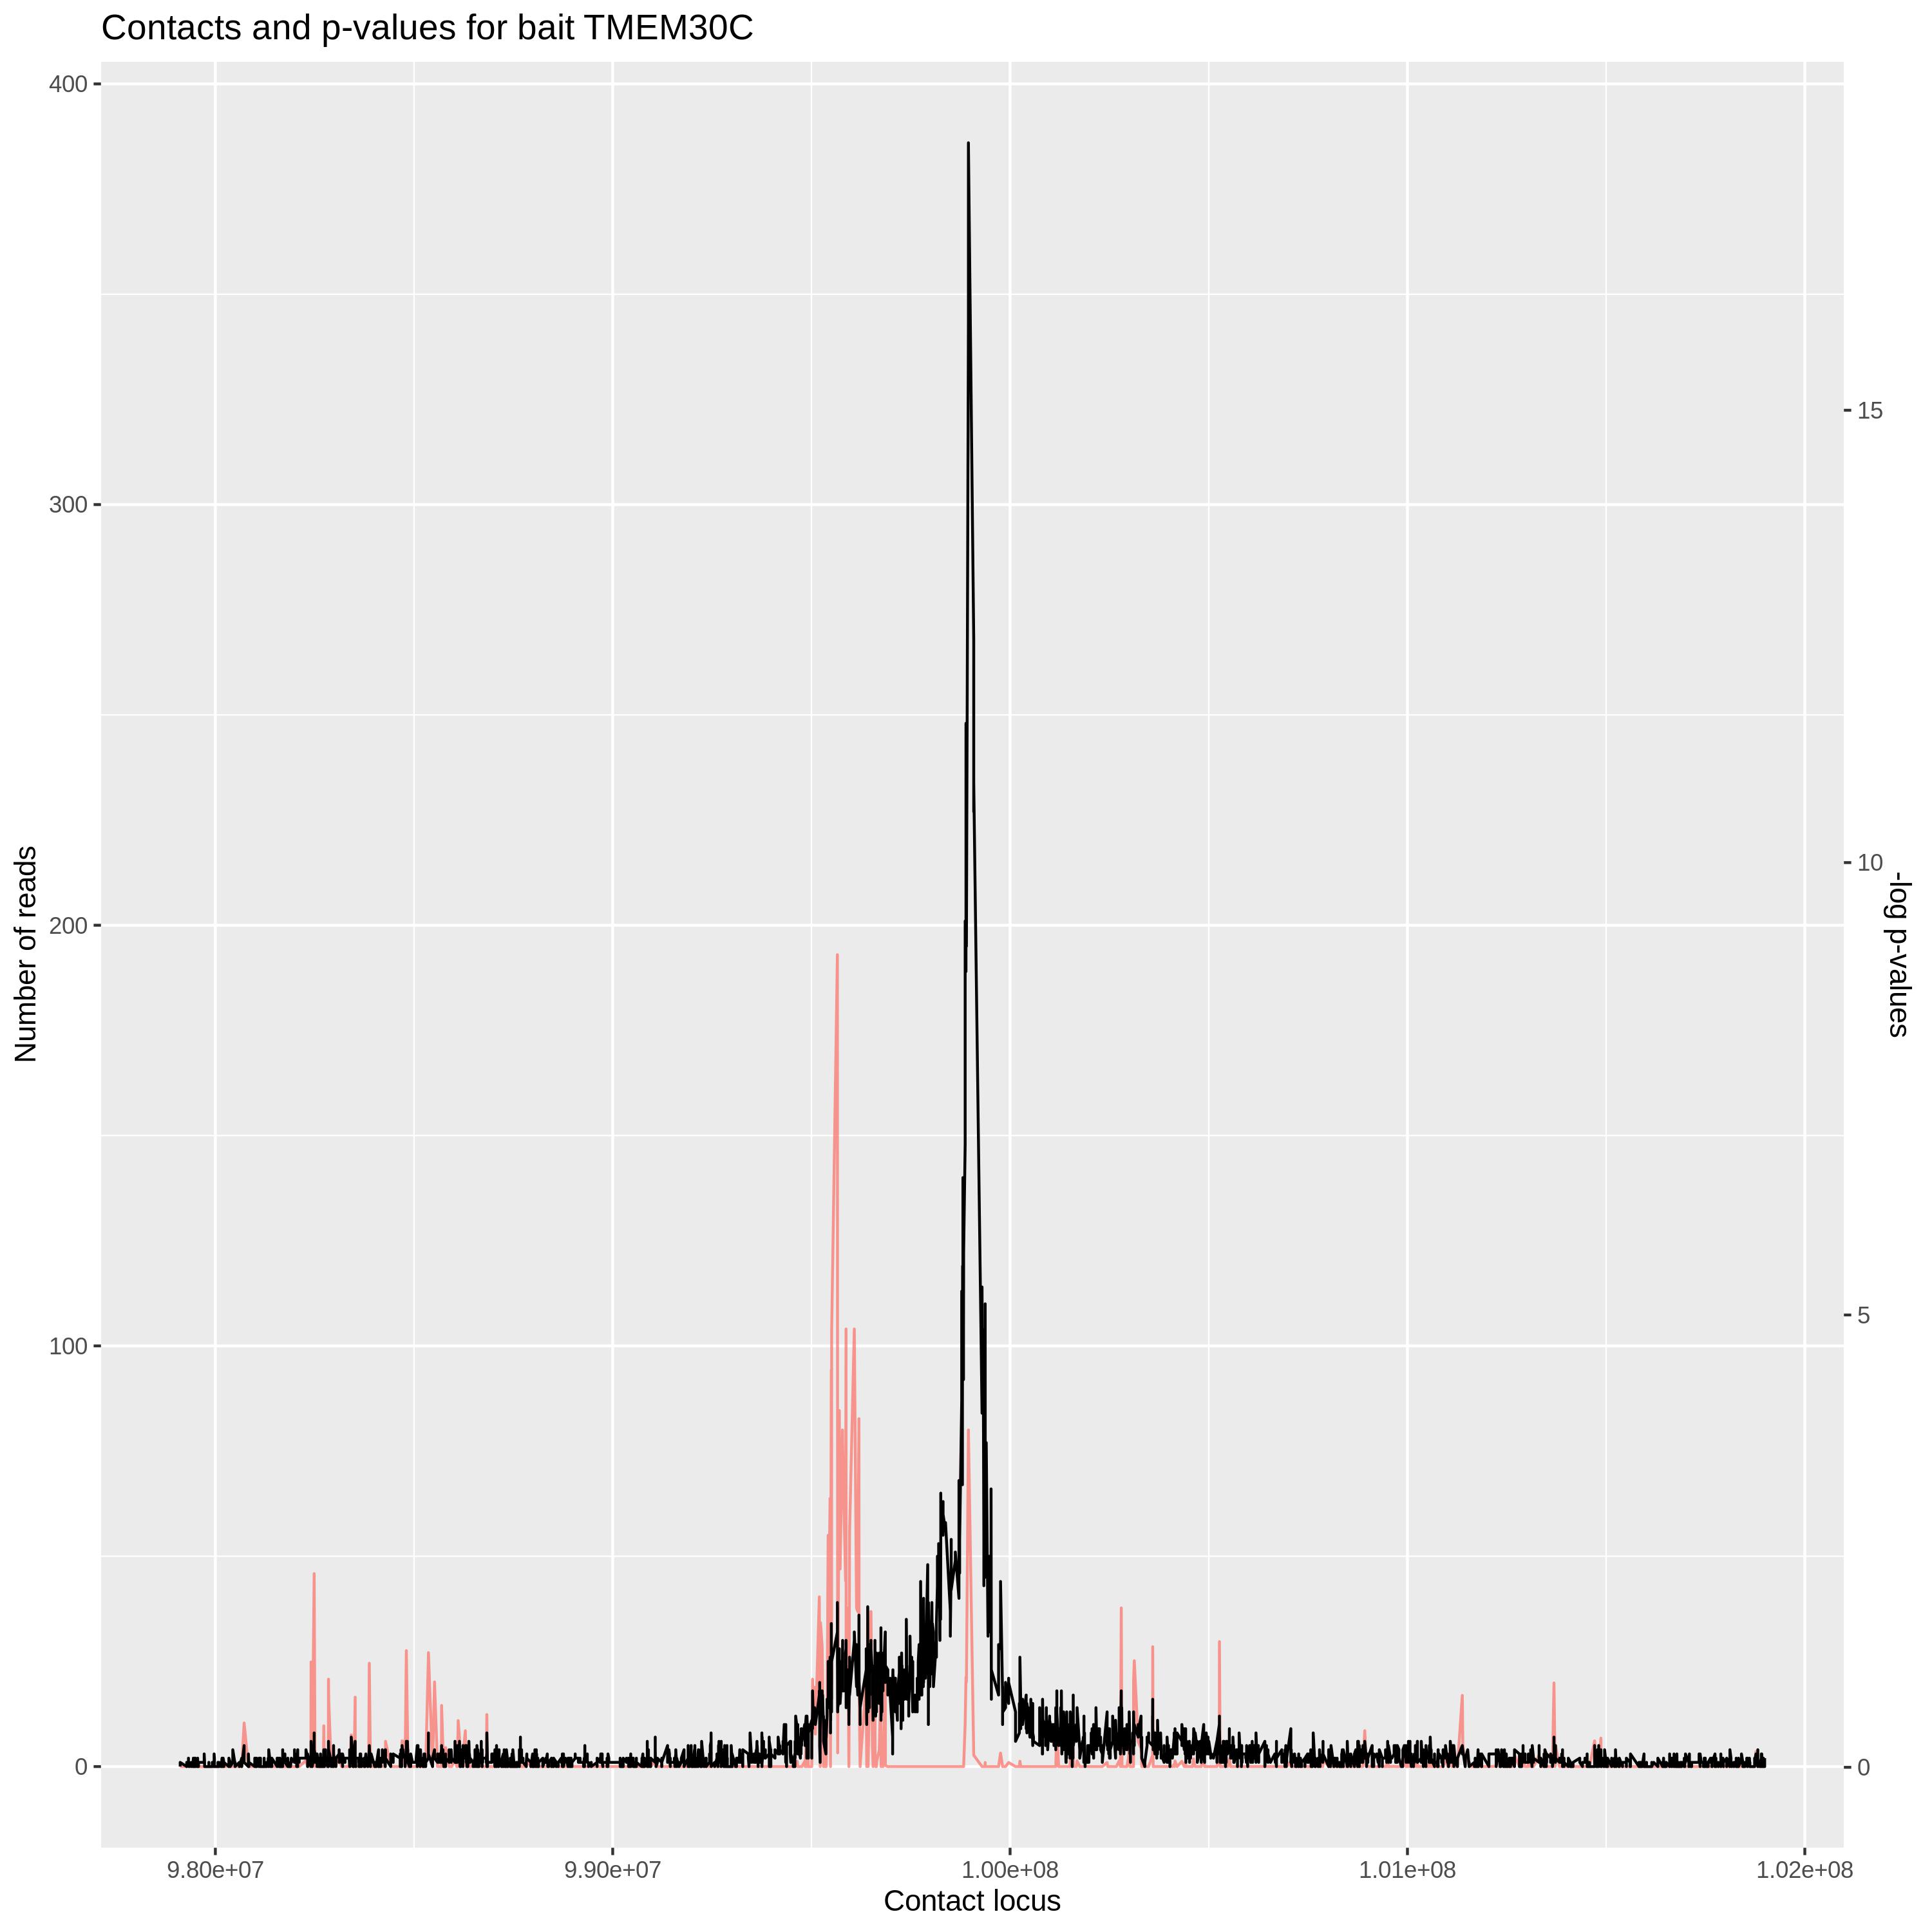 Contacts and p-values for bait TMEM30C
400
300
200
100
0
Number of reads
15
10
5
0
-log p-values
9.80e+07
9.90e+07
1.00e+08
1.01e+08
1.02e+08
Contact locus